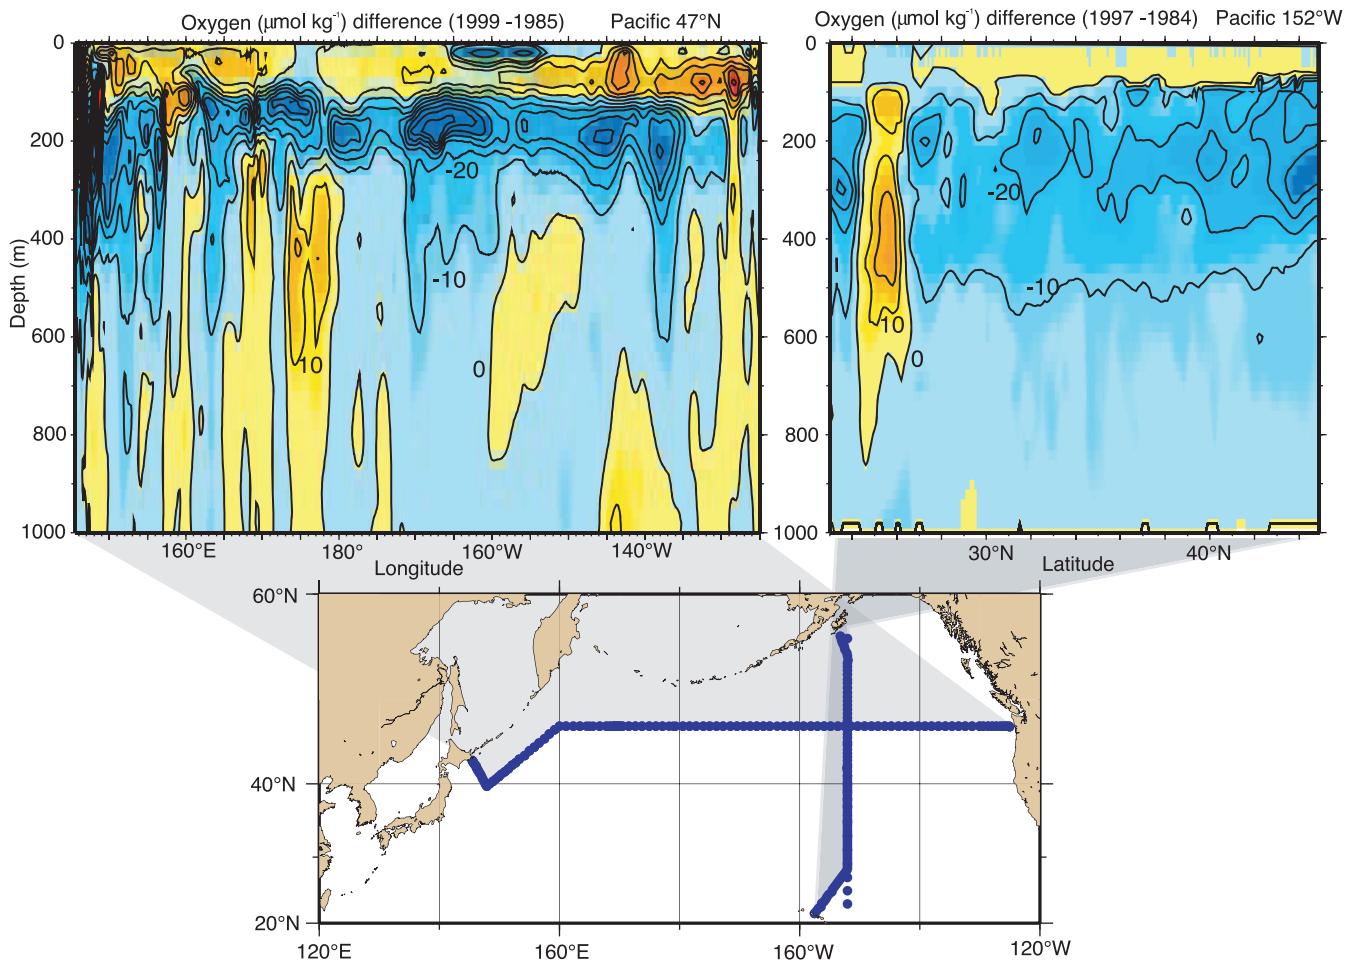 Oxygen (μmol kg⁻¹) difference (1999 -1985) Pacific 47°N
Oxygen (μmol kg⁻¹) difference (1997 -1984) Pacific 152°W
0
200
400
600
800
1000
Depth (m)
-20
-10
0
10
160°E
180°
160°W
140°W
Longitude
0
200
400
600
800
1000
-20
-10
10
0
30°N
40°N
Latitude
60°N
40°N
20°N
120°E
160°E
160°W
120°W